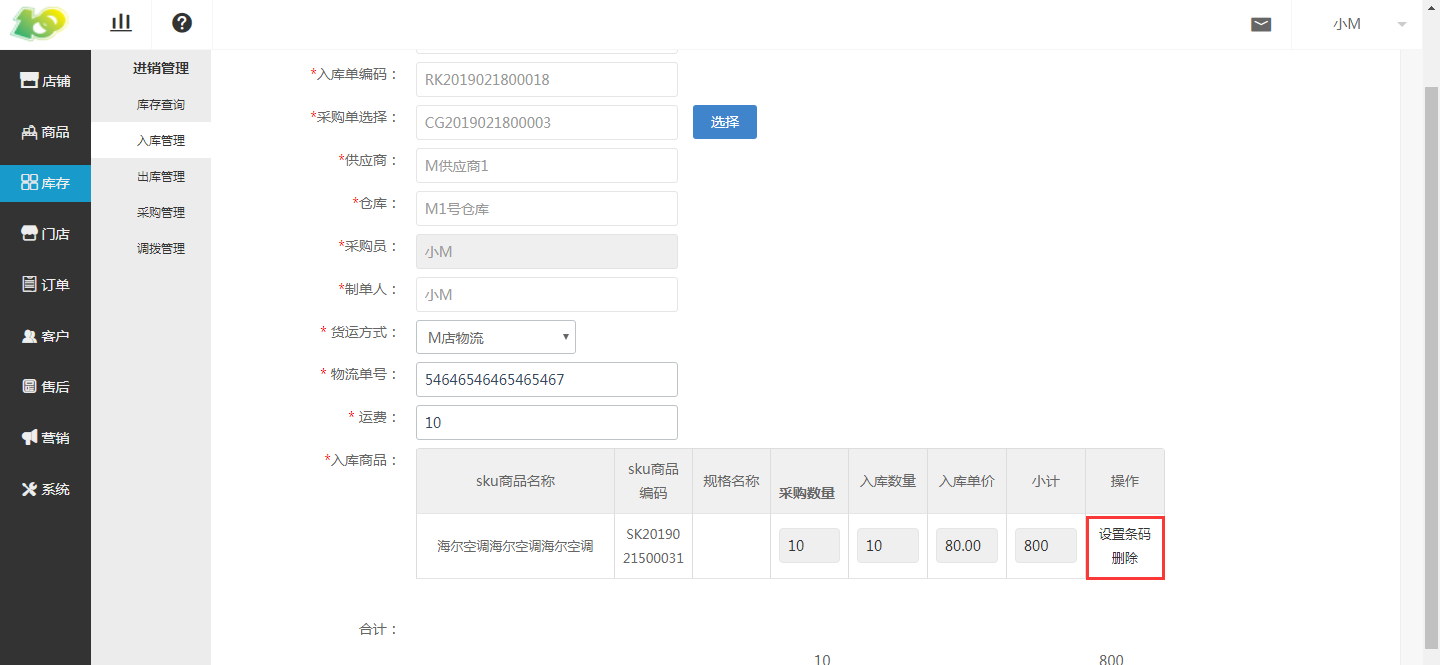 小M
店铺
商品
库存
门店
订单
客户
售后
营销
系统
进销管理
库存查询
入库管理
出库管理
采购管理
调拨管理
*入库单编码：
RK2019021800018
*采购单选择：
CG2019021800003
选择
*供应商：
M供应商1
*仓库：
M1号仓库
*采购员：
小M
*制单人：
小M
* 货运方式：
M店物流
* 物流单号：
54646546465465467
* 运费：
10
*入库商品：
sku商品名称
sku商品
编码
规格名称
采购数量
入库数量
入库单价
小计
操作
海尔空调海尔空调海尔空调
SK20190
21500031
10
10
80.00
800
设置条码
删除
合计：
10
800